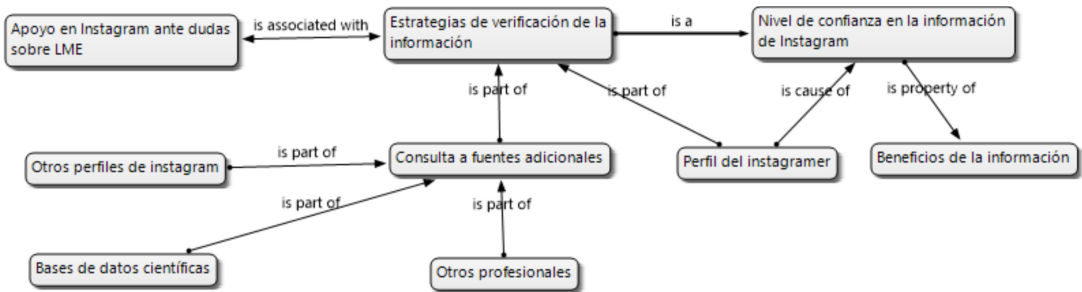 Apoyo en Instagram ante dudas
sobre LME
is associated with
Estrategias de verificación de la
información
is a
Nivel de confianza en la información
de Instagram
is part of
is part of
is cause of
is property of
Otros perfiles de instagram
is part of
Consulta a fuentes adicionales
Perfil del instagramer
Beneficios de la información
is part of
is part of
Bases de datos científicas
Otros profesionales